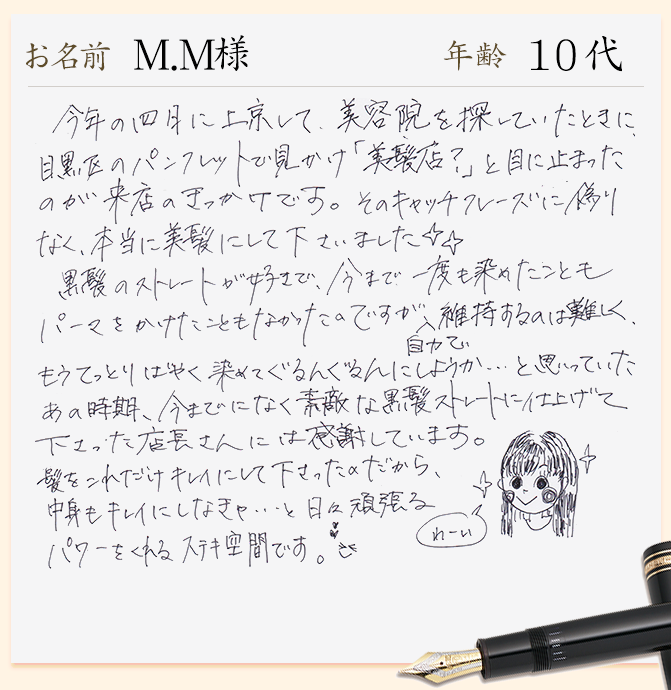 お名前 M.M様 年齢 10代
今年の四月に上京して、美容院を探していたときに、
目黒区のパンフレットで見かけ「美髪店?」と目に止まった
のが来店のきっかけです。そのキャッチフレーズに偽り
なく、本当に美髪にして下さいました☆☆
黒髪のストレートが好きで、今まで一度も染めたことも
パーマをかけたこともなかったのですが、維持するのは難しく、
自力で
もうてっとりばやく染めてぐるんぐるんにしようか…と思っていた
あの時期、今までになく素敵な黒髪ストレートに仕上げて
下さった店長さんには感謝しています。
髪をこれだけキレイにして下さったのだから、
中身もキレイにしなきゃ…と日々頑張る
パワーをくれるステキ空間です。
れーい